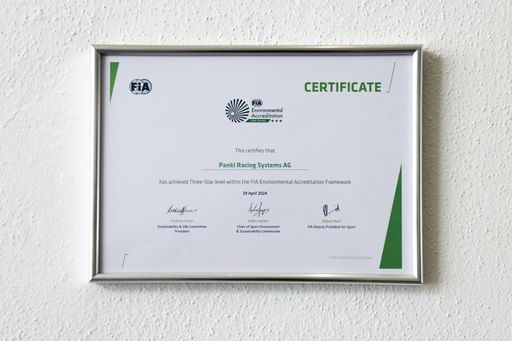 FIA
CERTIFICATE
FIA
Environmental
Accreditation
This certifies that
Pankl Racing Systems AG
has achieved Three-Star level within the FIA Environmental Accreditation Framework
29 April 2024
Sustainability & D&I Committee
President
Chair of Sport Environment
& Sustainability Commission
Robert Reid
FIA Deputy President for Sport